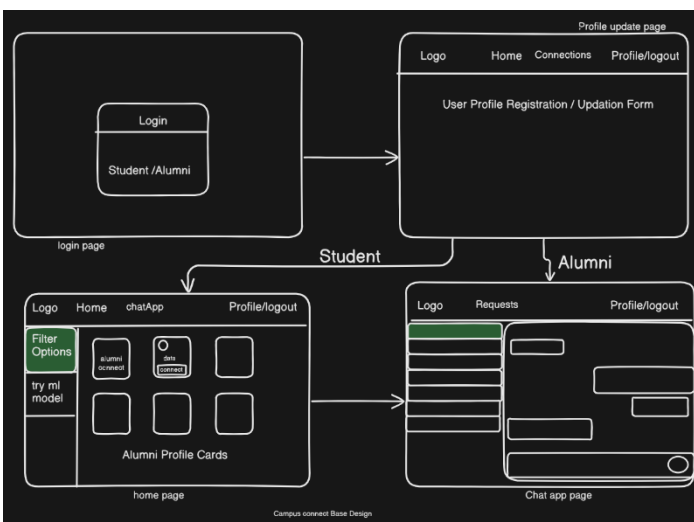 Profile update page
Logo Home Connections Profile/logout
User Profile Registration / Updation Form
Login
Student /Alumni
login page
Student
Alumni
Logo Home chatApp Profile/logout
Filter
Options
try ml
model
alumni
connect
data
connect
Alumni Profile Cards
home page
Logo Requests Profile/logout
Chat app page
Campus connect Base Design